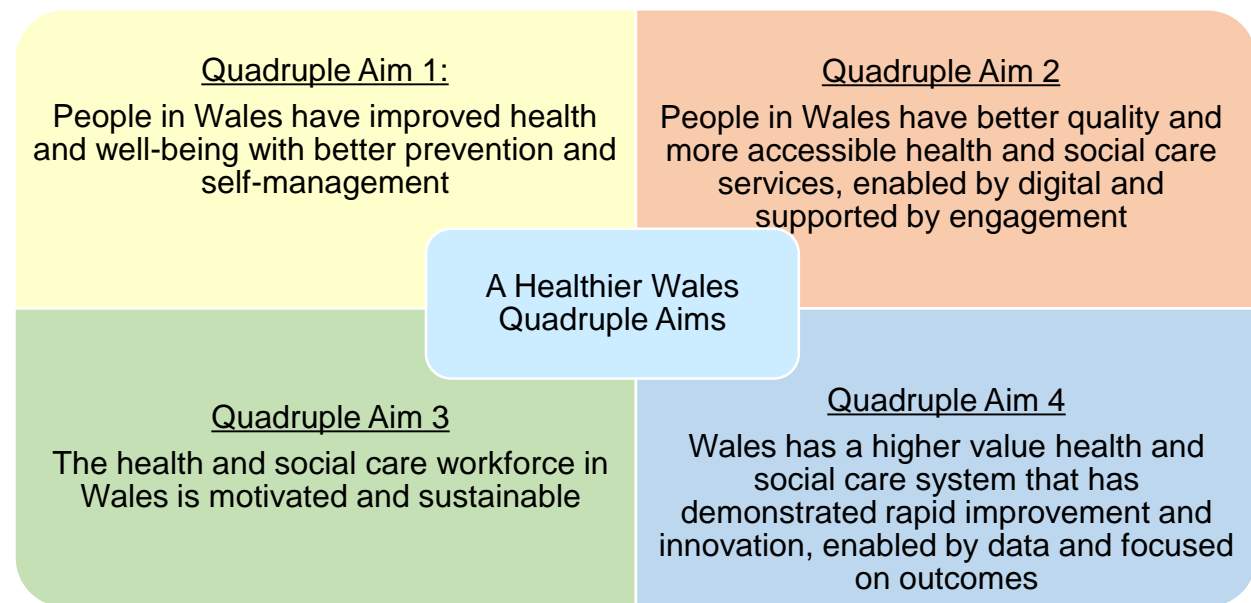 Quadruple Aim 1:
People in Wales have improved health
and well-being with better prevention and
self-management
Quadruple Aim 2
People in Wales have better quality and
more accessible health and social care
services, enabled by digital and
supported by engagement
A Healthier Wales
Quadruple Aims
Quadruple Aim 3
The health and social care workforce in
Wales is motivated and sustainable
Quadruple Aim 4
Wales has a higher value health and
social care system that has
demonstrated rapid improvement and
innovation, enabled by data and focused
on outcomes